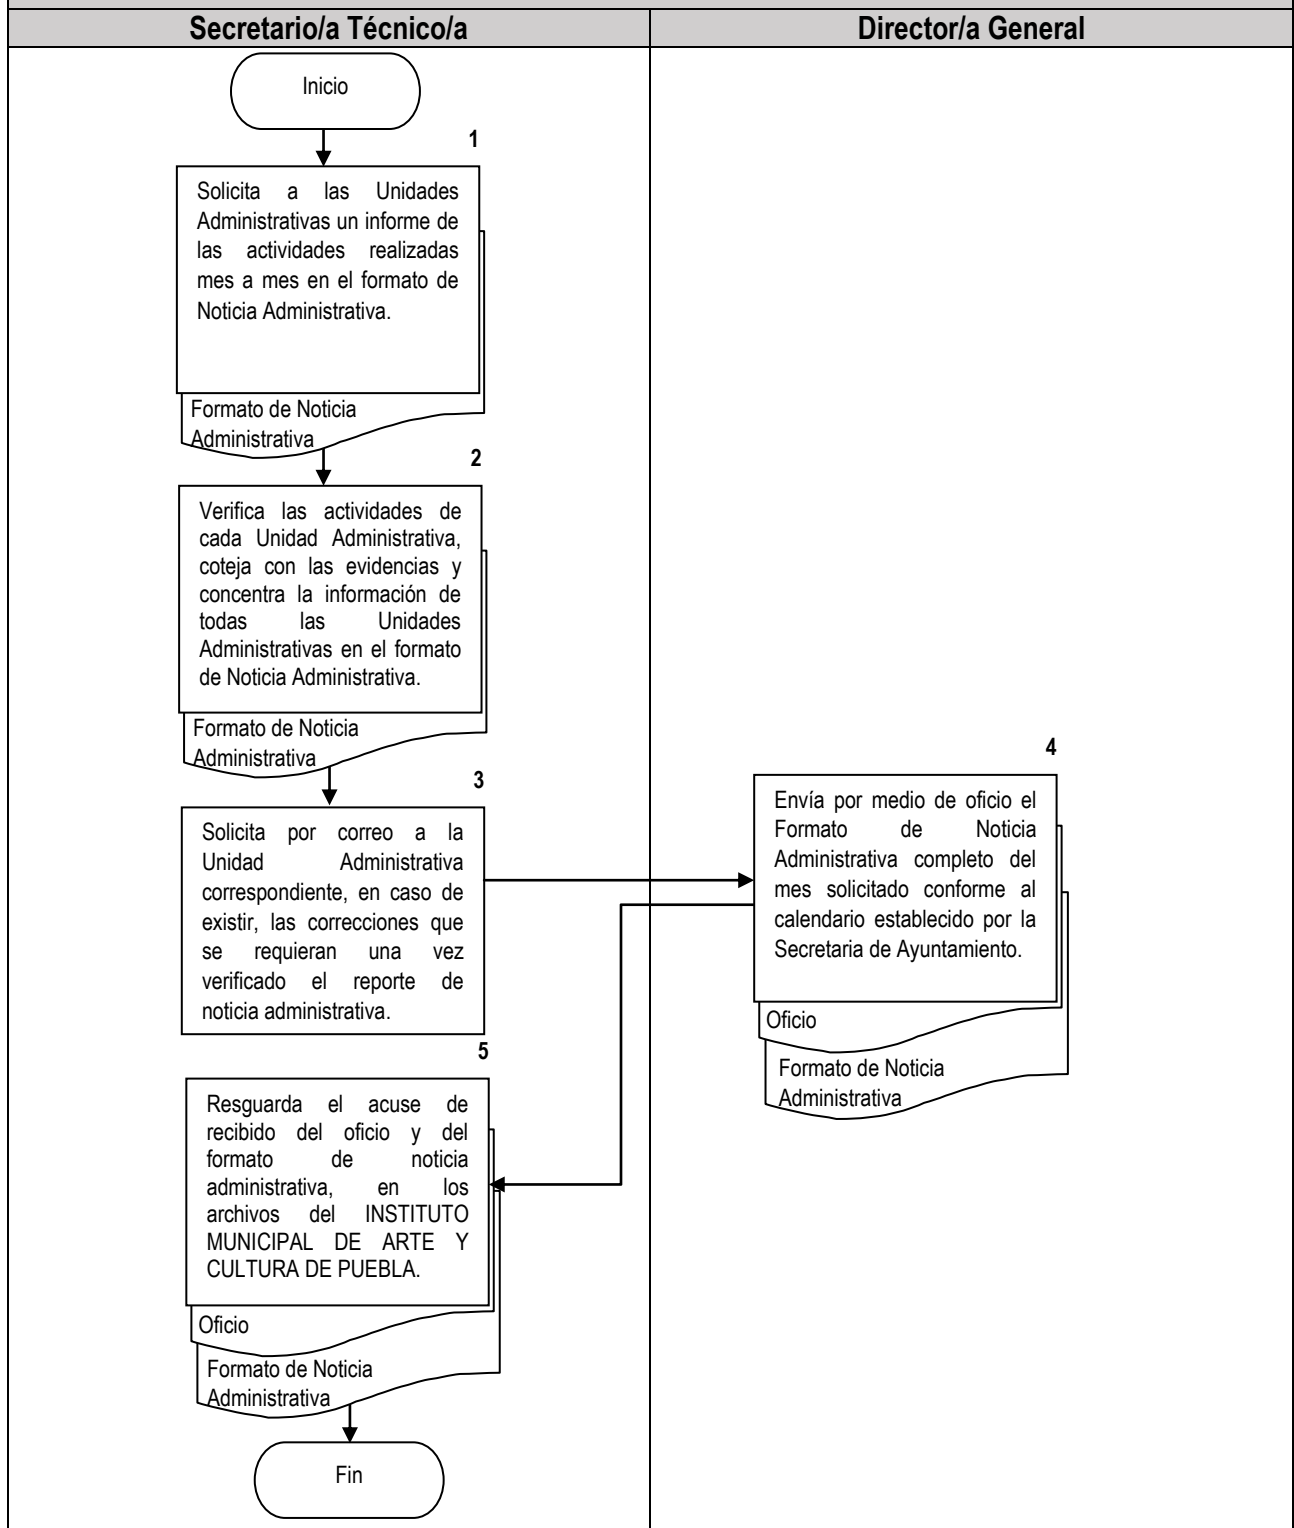 Secretario/a Técnico/a
Director/a General
Inicio
1
Solicita a las Unidades
Administrativas un informe de
las actividades realizadas
mes a mes en el formato de
Noticia Administrativa.
Formato de Noticia
Administrativa
2
Verifica las actividades de
cada Unidad Administrativa,
coteja con las evidencias y
concentra la información de
todas las Unidades
Administrativas en el formato
de Noticia Administrativa.
Formato de Noticia
Administrativa
3
Solicita por correo a la
Unidad Administrativa
correspondiente, en caso de
existir, las correcciones que
se requieran una vez
verificado el reporte de
noticia administrativa.
4
Envía por medio de oficio el
Formato de Noticia
Administrativa completo del
mes solicitado conforme al
calendario establecido por la
Secretaria de Ayuntamiento.
Oficio
Formato de Noticia
Administrativa
5
Resguarda el acuse de
recibido del oficio y del
formato de noticia
administrativa, en los
archivos del INSTITUTO
MUNICIPAL DE ARTE Y
CULTURA DE PUEBLA.
Oficio
Formato de Noticia
Administrativa
Fin